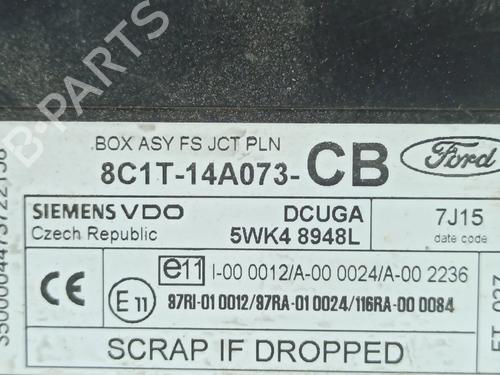 B-PARTS
BOX ASY FS JCT PLN
8C1T-14A073-CB
Ford
SIEMENS VDO
Czech Republic
DCUGA
5WK4 8948L
7J15
date code
CE
e11 I-00 0012/A-00 0024/A-00 2236
E11 97RI-01 0012/97RA-01 0024/116RA-00 0084
SCRAP IF DROPPED